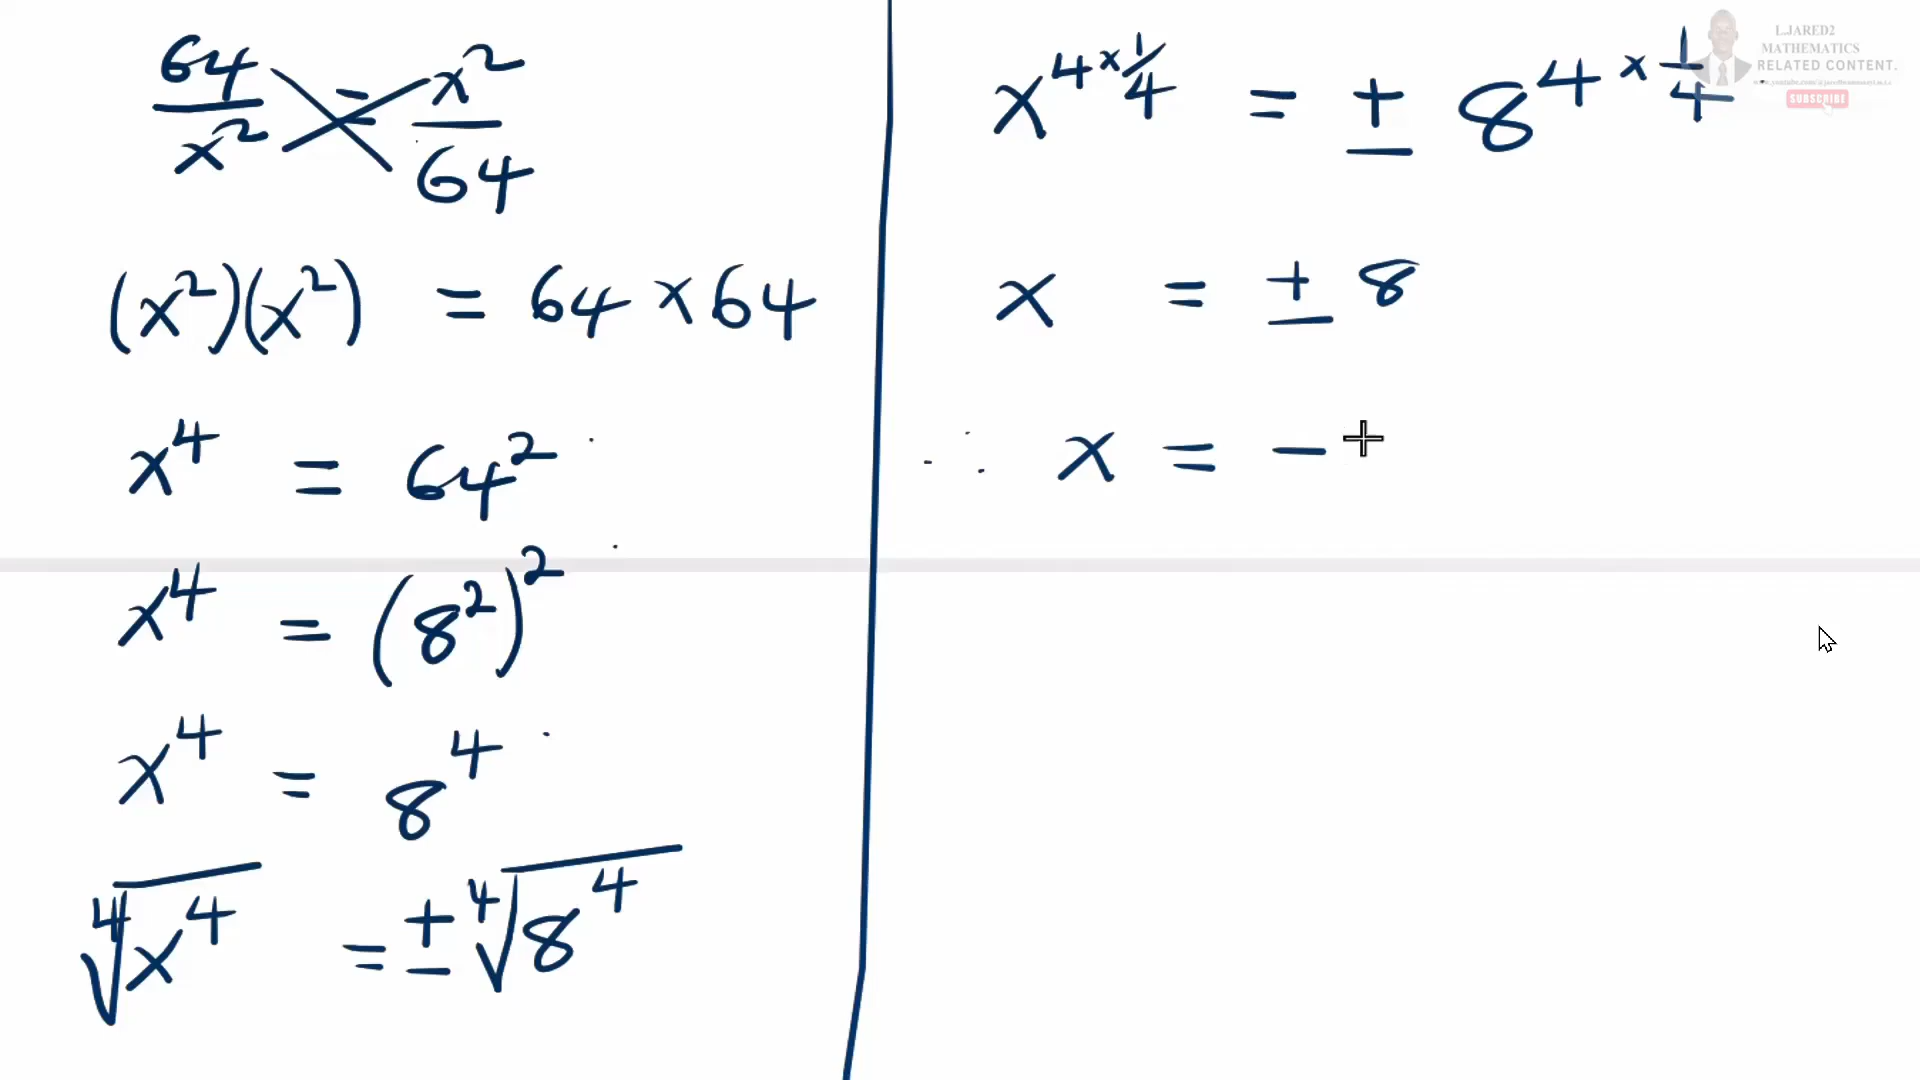 64/x² = x²/64
(x²)(x²) = 64 × 64
x⁴ = 64²
x⁴ = (8²)²
x⁴ = 8⁴
⁴√x⁴ = ± ⁴√8⁴
x^(4 × 1/4) = ± 8^(4 × 1/4)
x = ± 8
∴ x = −
L.JARED2
MATHEMATICS
RELATED CONTENT.
SUBSCRIBE